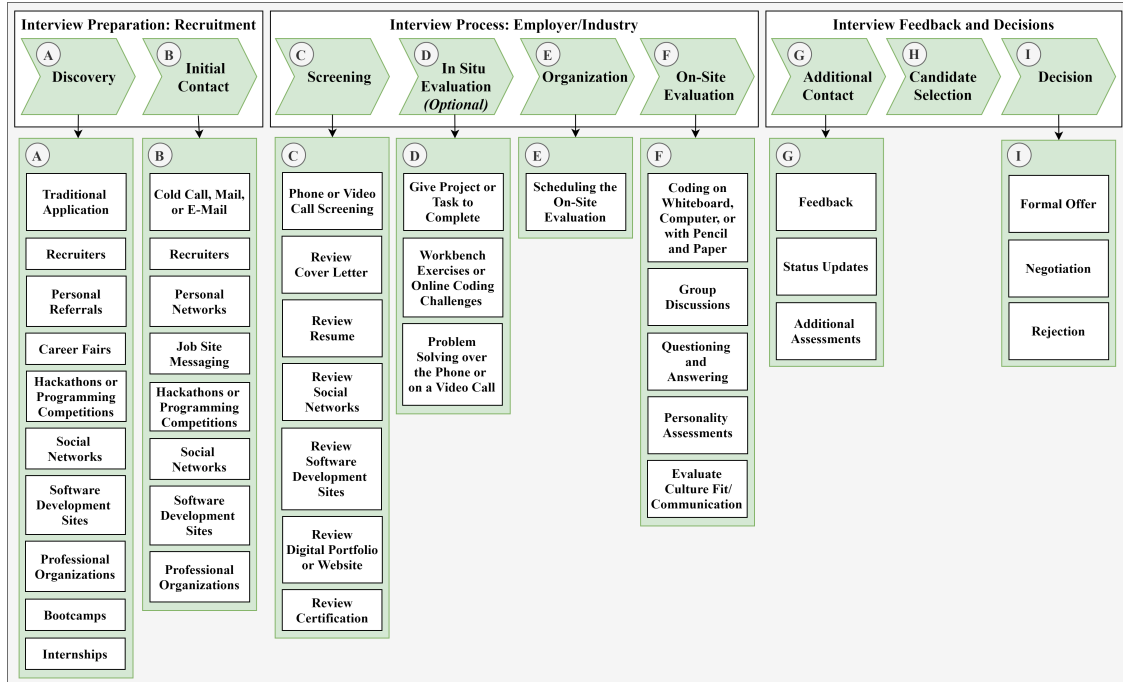 Interview Preparation: Recruitment
A
Discovery
B
Initial
Contact
Interview Process: Employer/Industry
C
Screening
D
In Situ
Evaluation
(Optional)
E
Organization
F
On-Site
Evaluation
Interview Feedback and Decisions
G
Additional
Contact
H
Candidate
Selection
I
Decision
A
Traditional
Application
Recruiters
Personal
Referrals
Career Fairs
Hackathons or
Programming
Competitions
Social
Networks
Software
Development
Sites
Professional
Organizations
Bootcamps
Internships
B
Cold Call, Mail,
or E-Mail
Recruiters
Personal
Networks
Job Site
Messaging
Hackathons or
Programming
Competitions
Social
Networks
Software
Development
Sites
Professional
Organizations
C
Phone or Video
Call Screening
Review
Cover Letter
Review
Resume
Review
Social
Networks
Review
Software
Development
Sites
Review
Digital Portfolio
or Website
Review
Certification
D
Give Project or
Task to
Complete
Workbench
Exercises or
Online Coding
Challenges
Problem
Solving over
the Phone or
on a Video Call
E
Scheduling the
On-Site
Evaluation
F
Coding on
Whiteboard,
Computer, or
with Pencil
and Paper
Group
Discussions
Questioning
and
Answering
Personality
Assessments
Evaluate
Culture Fit/
Communication
G
Feedback
Status Updates
Additional
Assessments
I
Formal Offer
Negotiation
Rejection